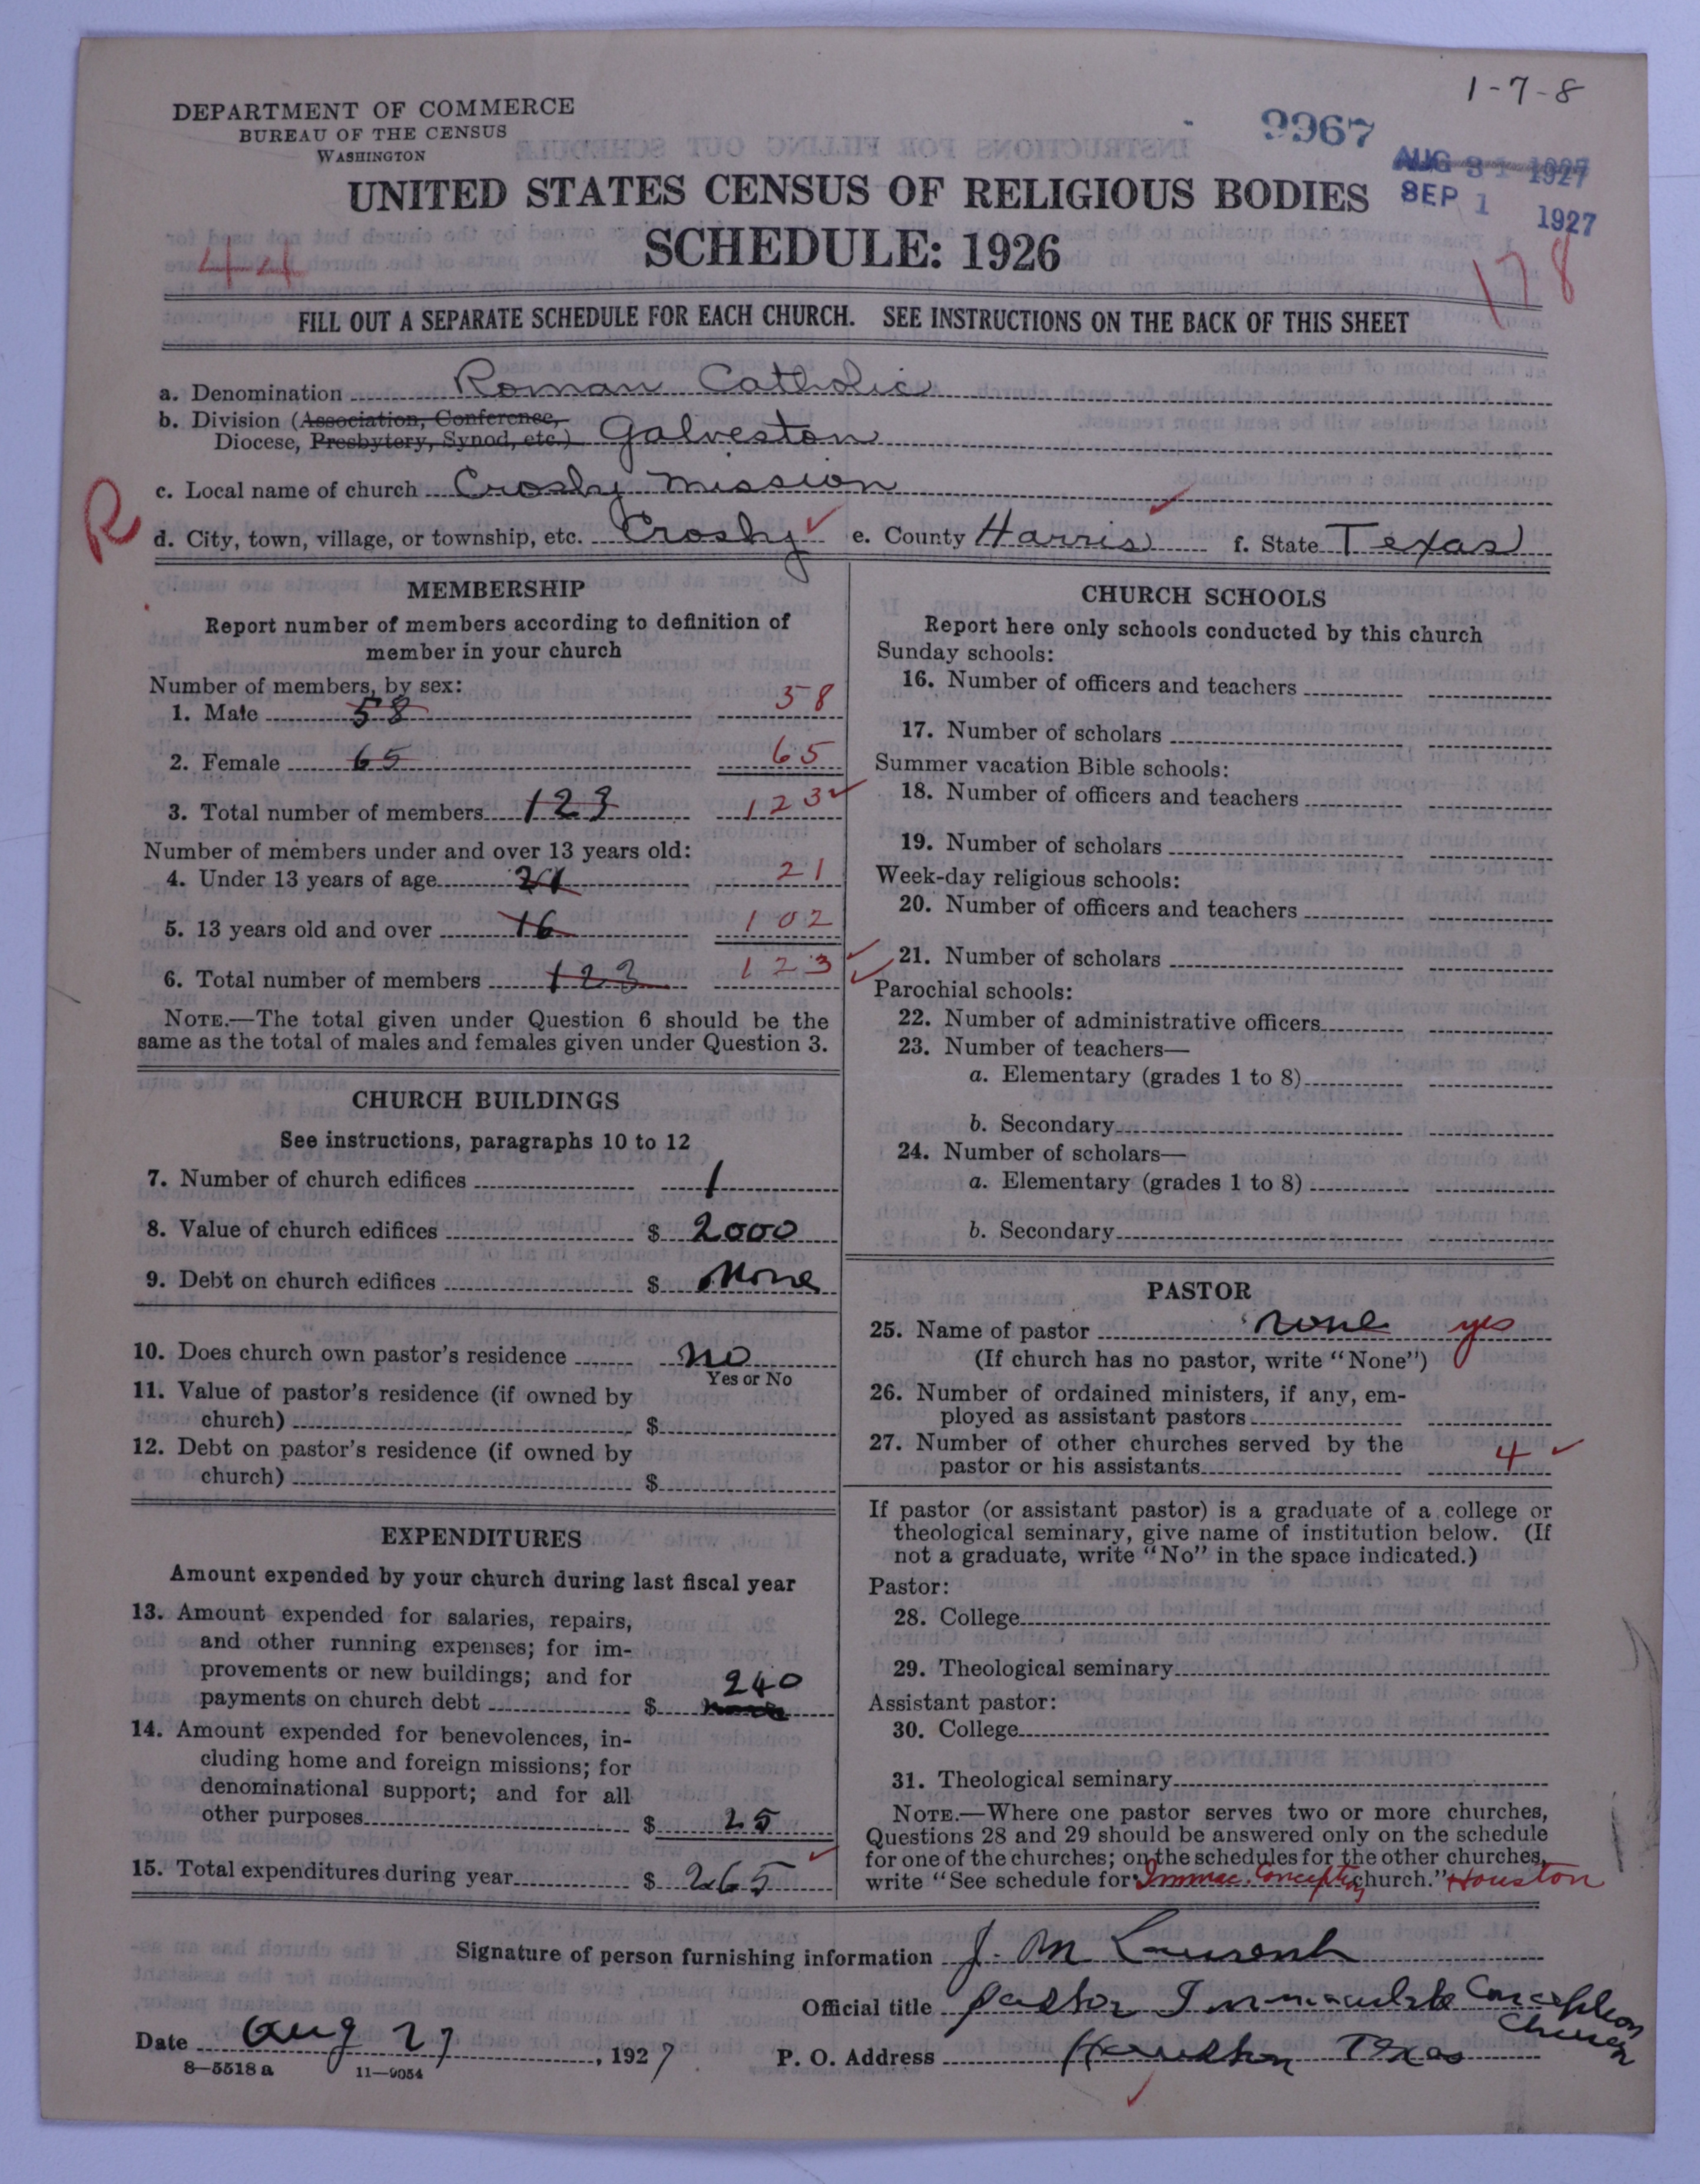 1-7-8
DEPARTMENT OF COMMERCE
BUREAU OF THE CENSUS
WASHINGTON
9967
AUG 31 1927
SEP 1 1927
UNITED STATES CENSUS OF RELIGIOUS BODIES
SCHEDULE: 1926
44
178
FILL OUT A SEPARATE SCHEDULE FOR EACH CHURCH. SEE INSTRUCTIONS ON THE BACK OF THIS SHEET
a. Denomination Roman Catholic
b. Division (Association, Conference,
Diocese, Presbytery, Synod, etc.) Galveston
c. Local name of church Crosby Mission
R
d. City, town, village, or township, etc. Crosby e. County Harris f. State Texas
MEMBERSHIP
Report number of members according to definition of
member in your church
Number of members, by sex:
1. Male 58 58
2. Female 65 65
3. Total number of members 123 123
Number of members under and over 13 years old:
4. Under 13 years of age 21 21
5. 13 years old and over 16 102
6. Total number of members 123 123
NOTE.—The total given under Question 6 should be the
same as the total of males and females given under Question 3.
CHURCH BUILDINGS
See instructions, paragraphs 10 to 12
7. Number of church edifices 1
8. Value of church edifices $ 2000
9. Debt on church edifices $ None
10. Does church own pastor's residence no
Yes or No
11. Value of pastor's residence (if owned by
church) $
12. Debt on pastor's residence (if owned by
church) $
EXPENDITURES
Amount expended by your church during last fiscal year
13. Amount expended for salaries, repairs,
and other running expenses; for im-
provements or new buildings; and for
payments on church debt $ 240
14. Amount expended for benevolences, in-
cluding home and foreign missions; for
denominational support; and for all
other purposes $ 25
15. Total expenditures during year $ 265
CHURCH SCHOOLS
Report here only schools conducted by this church
Sunday schools:
16. Number of officers and teachers
17. Number of scholars
Summer vacation Bible schools:
18. Number of officers and teachers
19. Number of scholars
Week-day religious schools:
20. Number of officers and teachers
21. Number of scholars
Parochial schools:
22. Number of administrative officers
23. Number of teachers—
a. Elementary (grades 1 to 8)
b. Secondary
24. Number of scholars—
a. Elementary (grades 1 to 8)
b. Secondary
PASTOR
25. Name of pastor none yes
(If church has no pastor, write "None")
26. Number of ordained ministers, if any, em-
ployed as assistant pastors
27. Number of other churches served by the
pastor or his assistants 4
If pastor (or assistant pastor) is a graduate of a college or
theological seminary, give name of institution below. (If
not a graduate, write "No" in the space indicated.)
Pastor:
28. College
29. Theological seminary
Assistant pastor:
30. College
31. Theological seminary
NOTE.—Where one pastor serves two or more churches,
Questions 28 and 29 should be answered only on the schedule
for one of the churches; on the schedules for the other churches,
write "See schedule for Immac. Conception church." Houston
Signature of person furnishing information J. M Laurent
Official title pastor Immaculate Conception
Church
Date Aug 27, 1927 P. O. Address Houston Texas
8—5518 a 11—9054